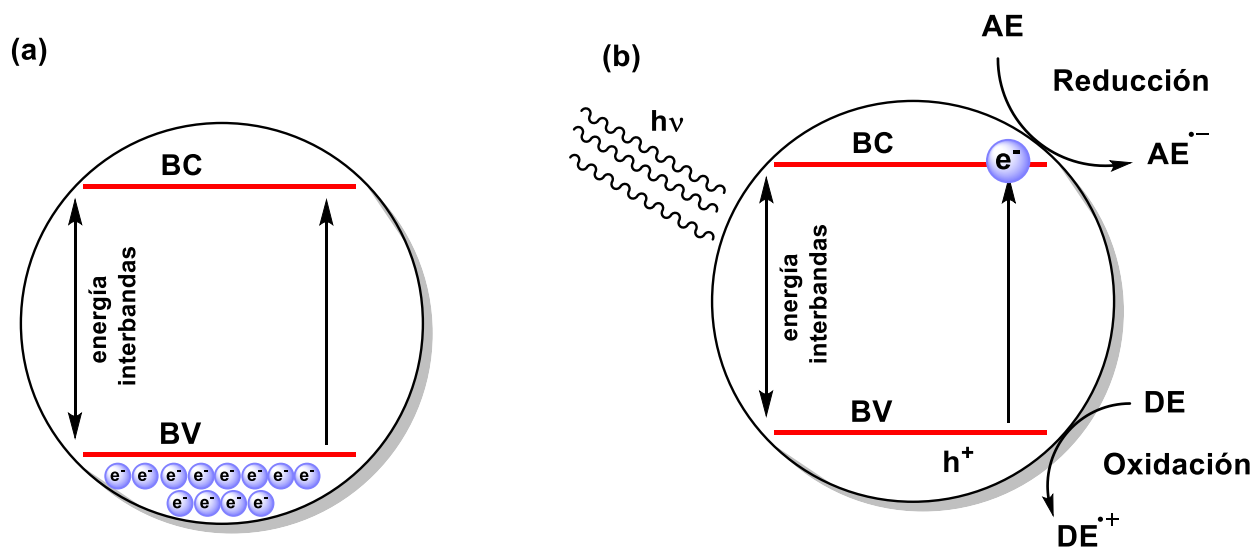 (a)
BC
energía
interbandas
BV
e⁻ e⁻ e⁻ e⁻ e⁻ e⁻ e⁻ e⁻
e⁻ e⁻ e⁻ e⁻
(b)
hν
AE
Reducción
AE•−
BC
e⁻
energía
interbandas
BV
h⁺
DE
Oxidación
DE•+